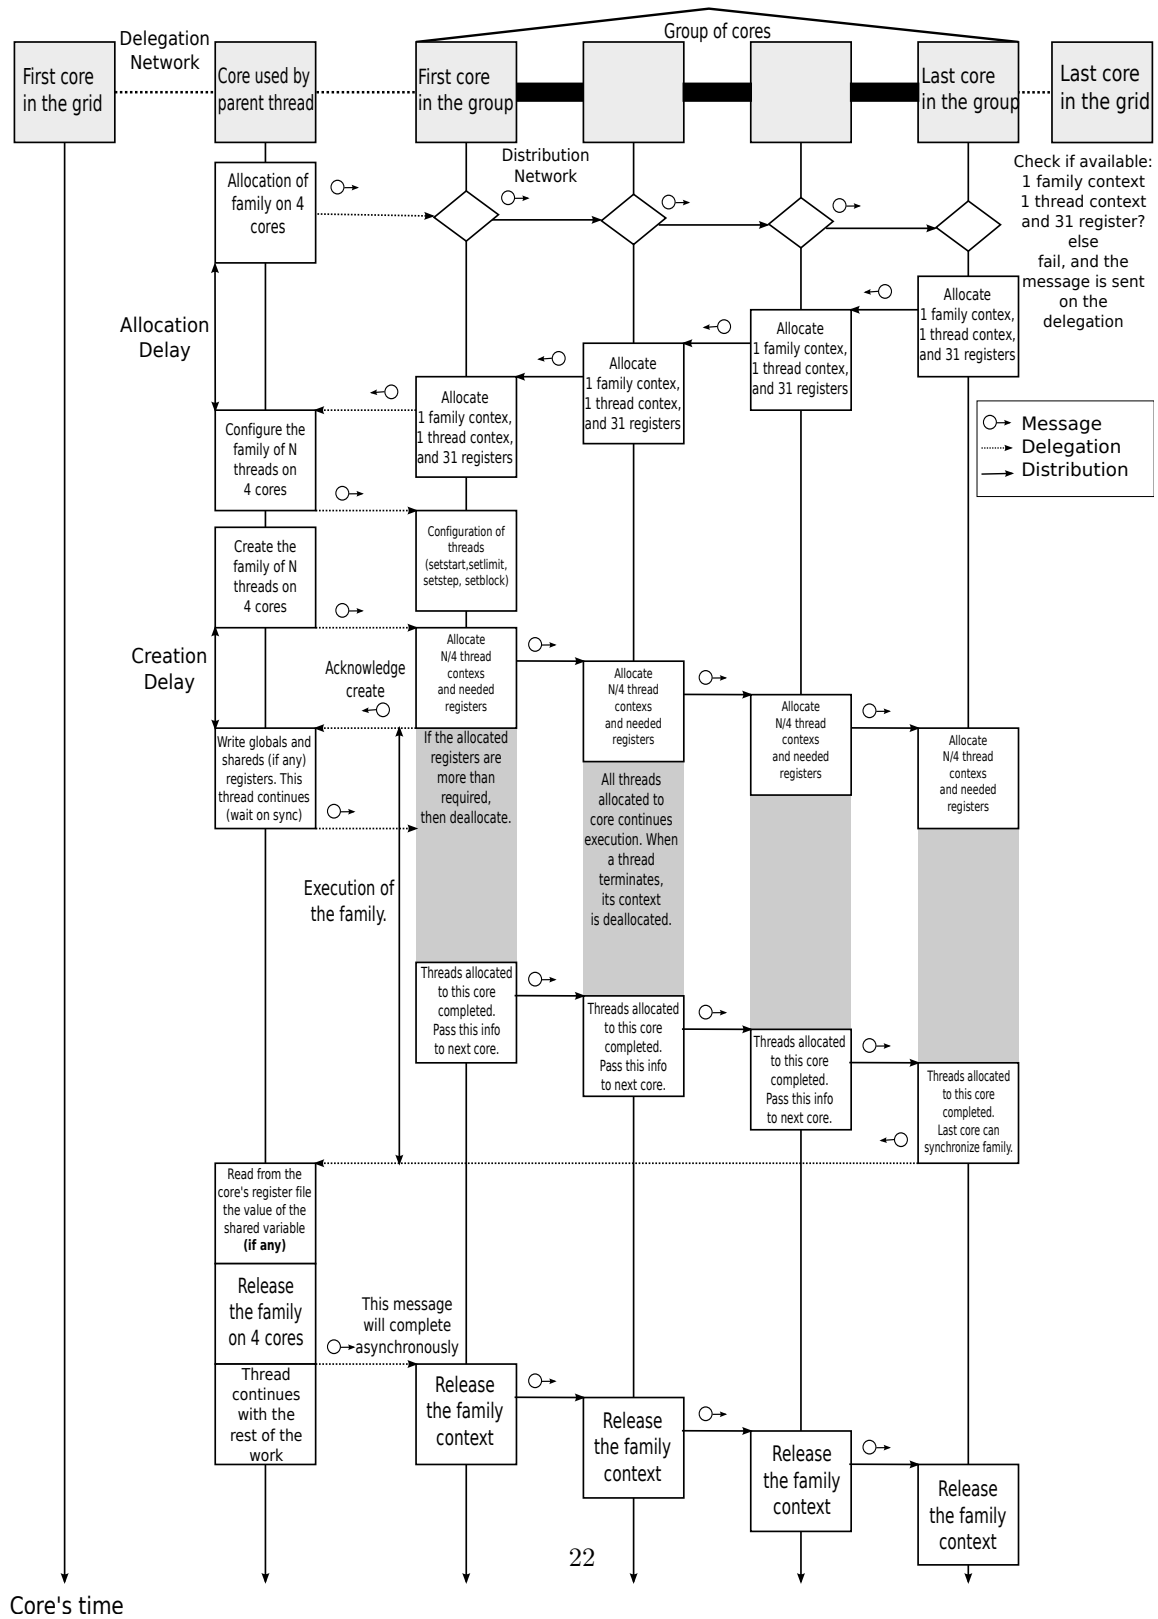 Group of cores
Delegation
Network
First core
in the grid
Core used by
parent thread
First core
in the group
Last core
in the group
Last core
in the grid
Distribution
Network
Check if available:
1 family context
1 thread context
and 31 register?
else
fail, and the
message is sent
on the
delegation
Allocation of
family on 4
cores
Allocation
Delay
Allocate
1 family contex,
1 thread contex,
and 31 registers
Allocate
1 family contex,
1 thread contex,
and 31 registers
Allocate
1 family contex,
1 thread contex,
and 31 registers
Allocate
1 family contex,
1 thread contex,
and 31 registers
Message
Delegation
Distribution
Configure the
family of N
threads on
4 cores
Configuration of
threads
(setstart,setlimit,
setstep, setblock)
Create the
family of N
threads on
4 cores
Creation
Delay
Acknowledge
create
Allocate
N/4 thread
contexs
and needed
registers
Allocate
N/4 thread
contexs
and needed
registers
Allocate
N/4 thread
contexs
and needed
registers
Allocate
N/4 thread
contexs
and needed
registers
Write globals and
shareds (if any)
registers. This
thread continues
(wait on sync)
If the allocated
registers are
more than
required,
then deallocate.
All threads
allocated to
core continues
execution. When
a thread
terminates,
its context
is deallocated.
Execution of
the family.
Threads allocated
to this core
completed.
Pass this info
to next core.
Threads allocated
to this core
completed.
Pass this info
to next core.
Threads allocated
to this core
completed.
Pass this info
to next core.
Threads allocated
to this core
completed.
Last core can
synchronize family.
Read from the
core's register file
the value of the
shared variable
(if any)
Release
the family
on 4 cores
This message
will complete
asynchronously
Thread
continues
with the
rest of the
work
Release
the family
context
Release
the family
context
Release
the family
context
Release
the family
context
22
Core's time